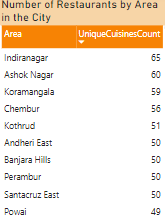 Number of Restaurants by Area
in the City
Area UniqueCuisinesCount
Indiranagar 65
Ashok Nagar 60
Koramangala 59
Chembur 56
Kothrud 51
Andheri East 50
Banjara Hills 50
Perambur 50
Santacruz East 50
Powai 49